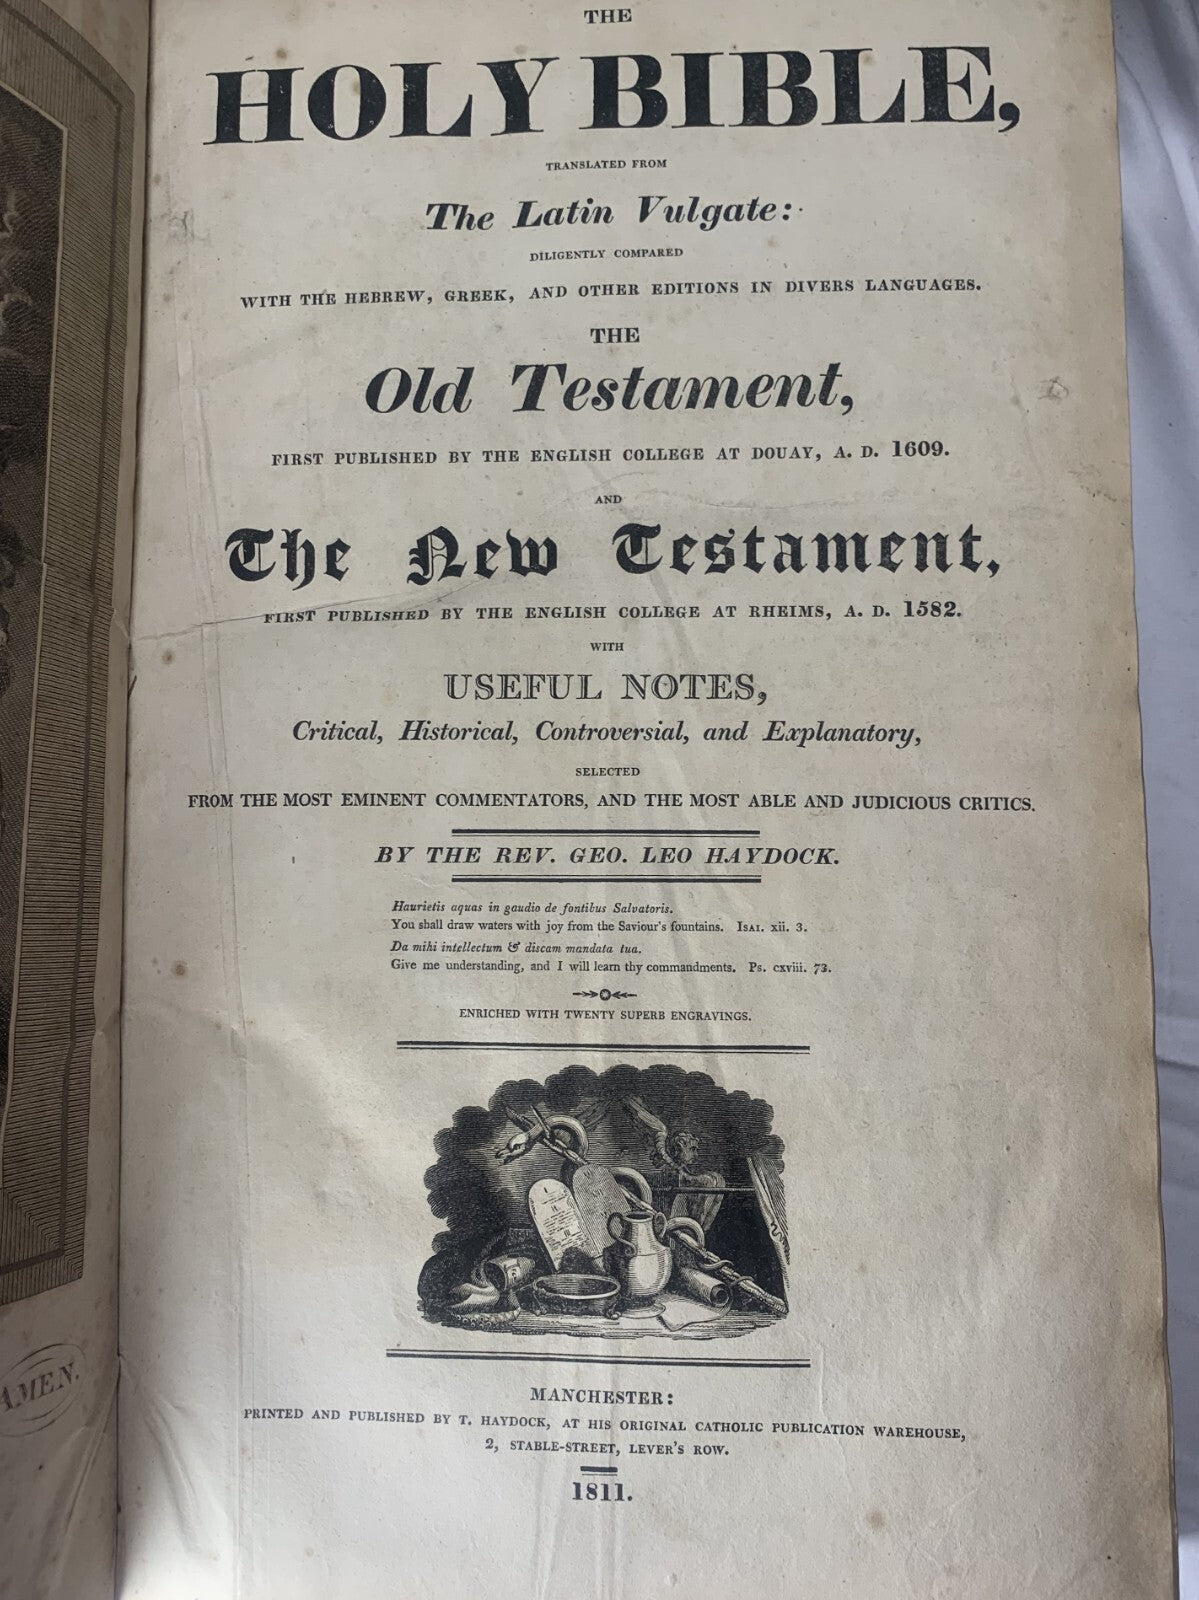 THE
HOLY BIBLE,
TRANSLATED FROM
The Latin Vulgate:
DILIGENTLY COMPARED
WITH THE HEBREW, GREEK, AND OTHER EDITIONS IN DIVERS LANGUAGES.
THE
Old Testament,
FIRST PUBLISHED BY THE ENGLISH COLLEGE AT DOUAY, A. D. 1609.
AND
The New Testament,
FIRST PUBLISHED BY THE ENGLISH COLLEGE AT RHEIMS, A. D. 1582.
WITH
USEFUL NOTES,
Critical, Historical, Controversial, and Explanatory,
SELECTED
FROM THE MOST EMINENT COMMENTATORS, AND THE MOST ABLE AND JUDICIOUS CRITICS.
BY THE REV. GEO. LEO HAYDOCK.
Haurietis aquas in gaudio de fontibus Salvatoris.
You shall draw waters with joy from the Saviour's fountains. ISAI. xii. 3.
Da mihi intellectum & discam mandata tua.
Give me understanding, and I will learn thy commandments. Ps. cxviii. 73.
ENRICHED WITH TWENTY SUPERB ENGRAVINGS.
MANCHESTER:
PRINTED AND PUBLISHED BY T. HAYDOCK, AT HIS ORIGINAL CATHOLIC PUBLICATION WAREHOUSE,
2, STABLE-STREET, LEVER'S ROW.
1811.
AMEN.